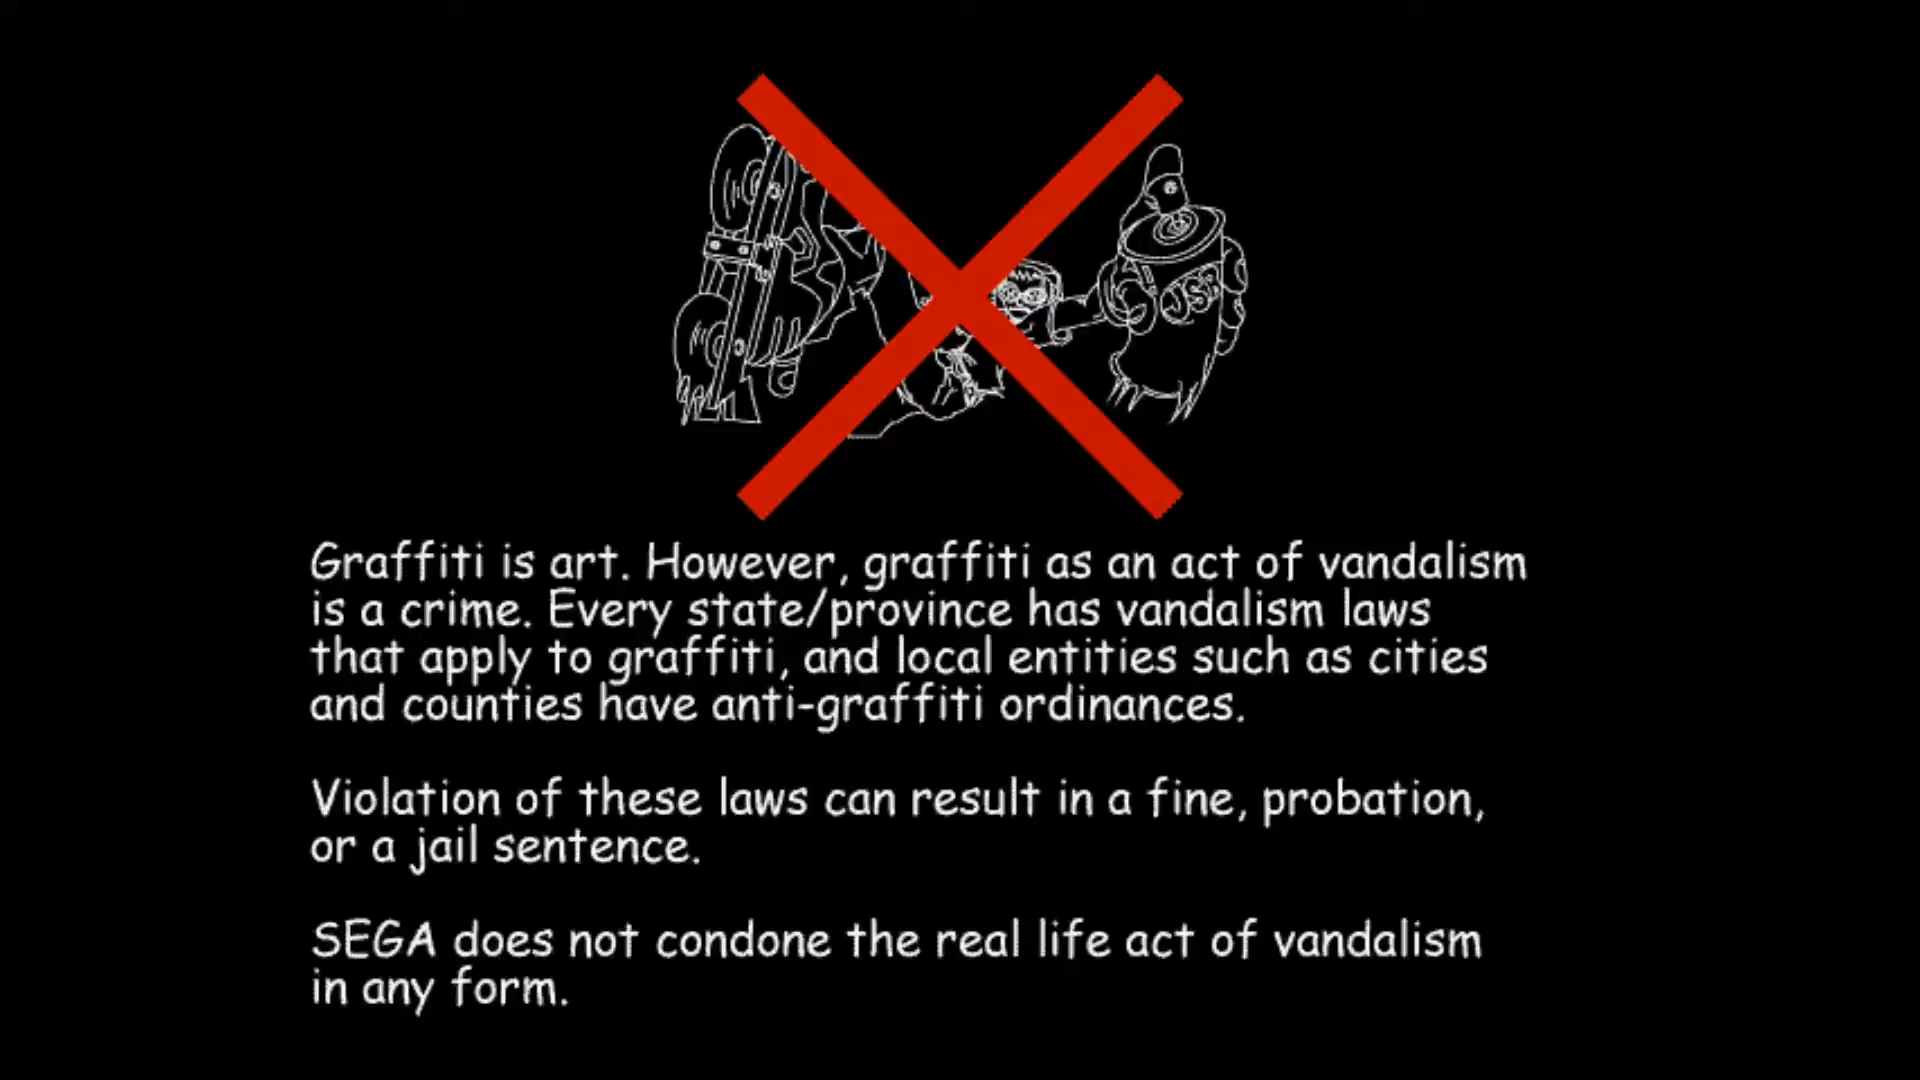 JSR
Graffiti is art. However, graffiti as an act of vandalism
is a crime. Every state/province has vandalism laws
that apply to graffiti, and local entities such as cities
and counties have anti-graffiti ordinances.
Violation of these laws can result in a fine, probation,
or a jail sentence.
SEGA does not condone the real life act of vandalism
in any form.